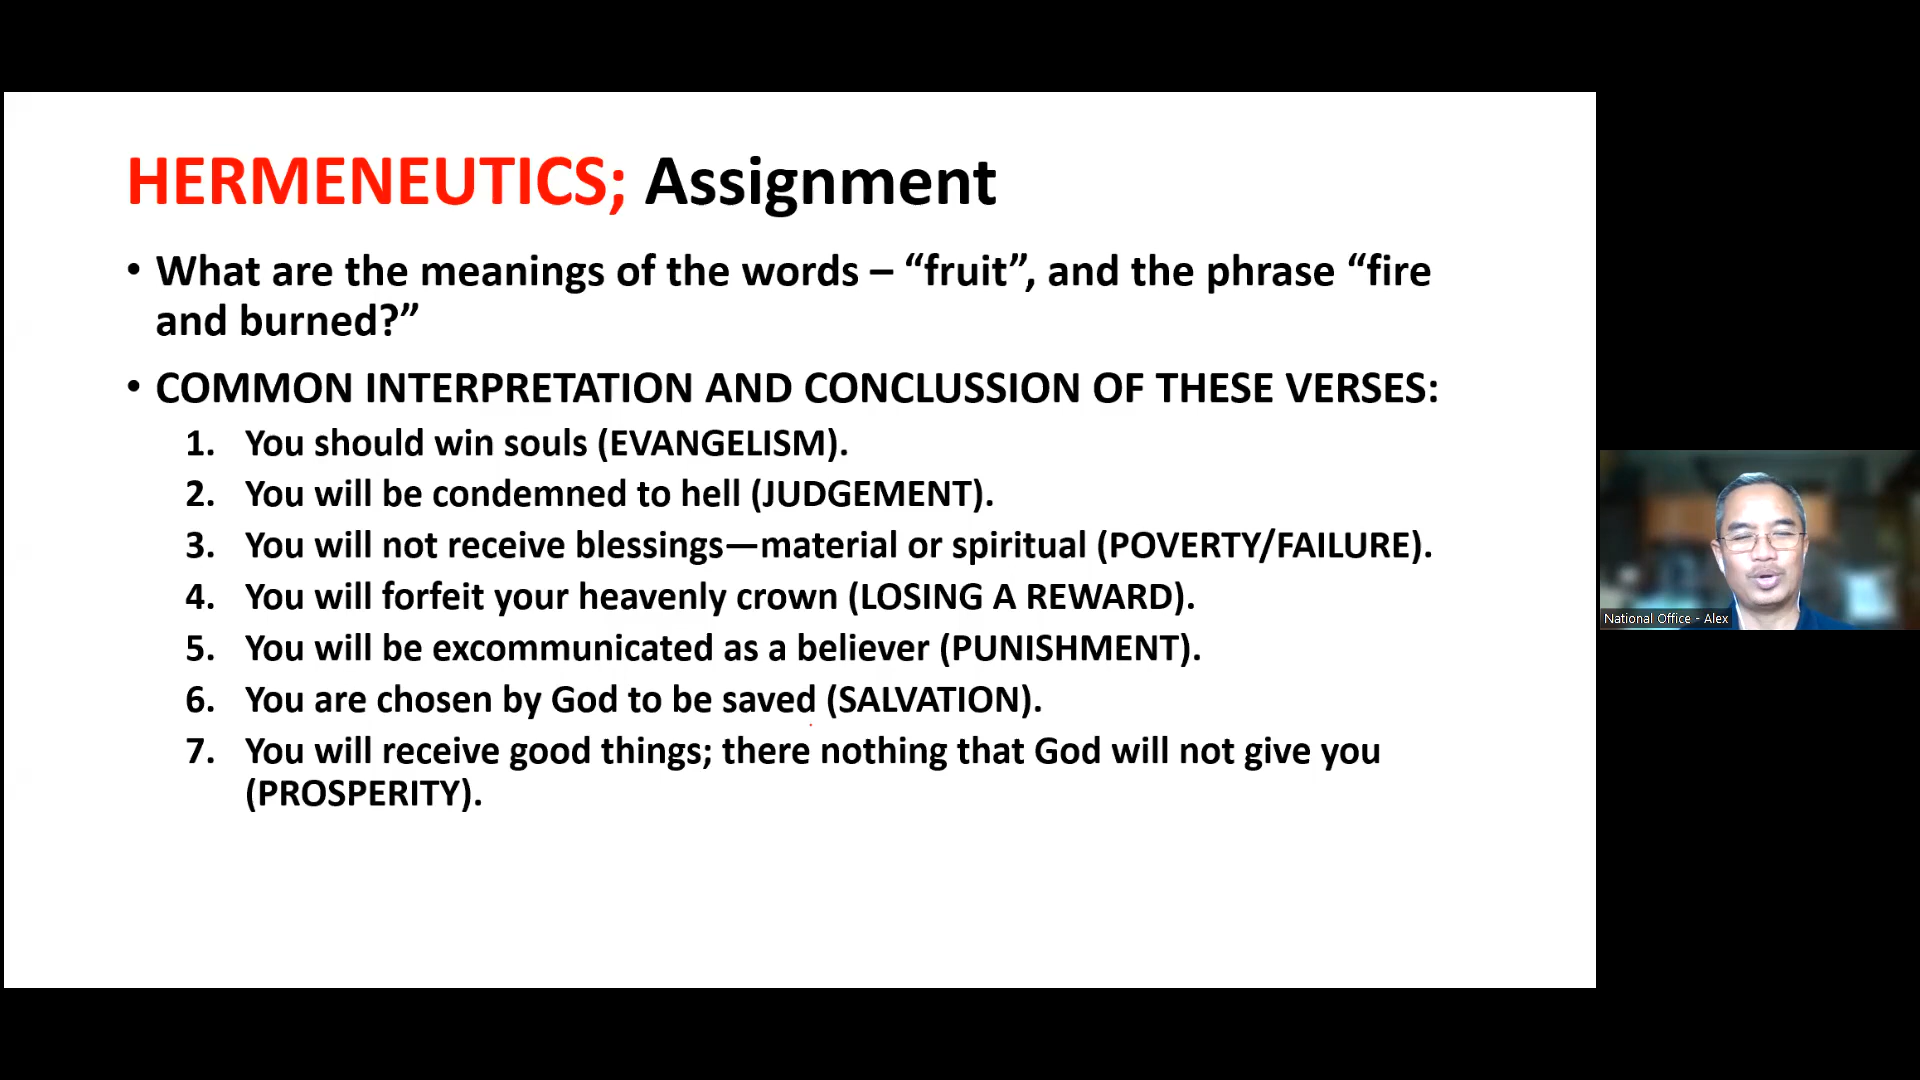 HERMENEUTICS; Assignment
• What are the meanings of the words – “fruit”, and the phrase “fire
and burned?”
• COMMON INTERPRETATION AND CONCLUSSION OF THESE VERSES:
1. You should win souls (EVANGELISM).
2. You will be condemned to hell (JUDGEMENT).
3. You will not receive blessings—material or spiritual (POVERTY/FAILURE).
4. You will forfeit your heavenly crown (LOSING A REWARD).
5. You will be excommunicated as a believer (PUNISHMENT).
6. You are chosen by God to be saved (SALVATION).
7. You will receive good things; there nothing that God will not give you
(PROSPERITY).
National Office - Alex